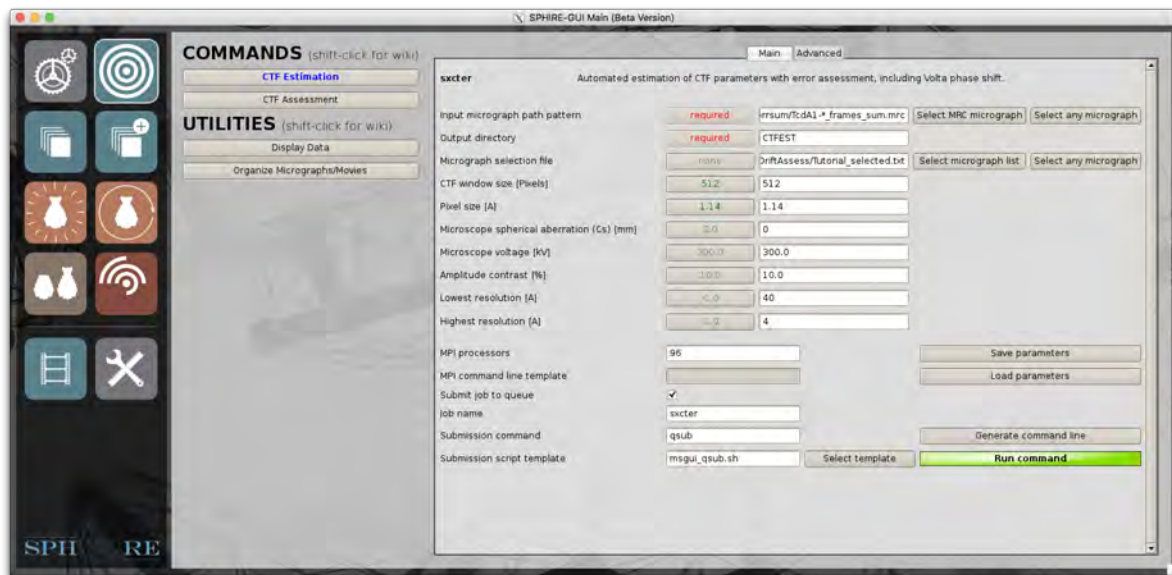 SPHIRE-GUI Main (Beta Version)
COMMANDS (shift-click for wiki)
CTF Estimation
CTF Assessment
UTILITIES (shift-click for wiki)
Display Data
Organize Micrographs/Movies
Main Advanced
sxcter Automated estimation of CTF parameters with error assessment, including Volta phase shift.
Input micrograph path pattern required rrsum/TcdA1-*_frames_sum.mrc Select MRC micrograph Select any micrograph
Output directory required CTFEST
Micrograph selection file none DriftAssess/Tutorial_selected.txt Select micrograph list Select any micrograph
CTF window size [Pixels] 512 512
Pixel size [A] 1.14 1.14
Microscope spherical aberration (Cs) [mm] 2.0 0
Microscope voltage [kV] 300.0 300.0
Amplitude contrast [%] 10.0 10.0
Lowest resolution [A] 40
Highest resolution [A] 4
MPI processors 96 Save parameters
MPI command line template Load parameters
Submit job to queue
Job name sxcter
Submission command qsub Generate command line
Submission script template msgui_qsub.sh Select template Run command
SPH RE